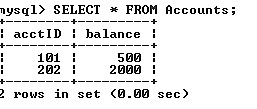 mysql> SELECT * FROM Accounts;
acctID | balance
101 | 500
202 | 2000
2 rows in set (0.00 sec)